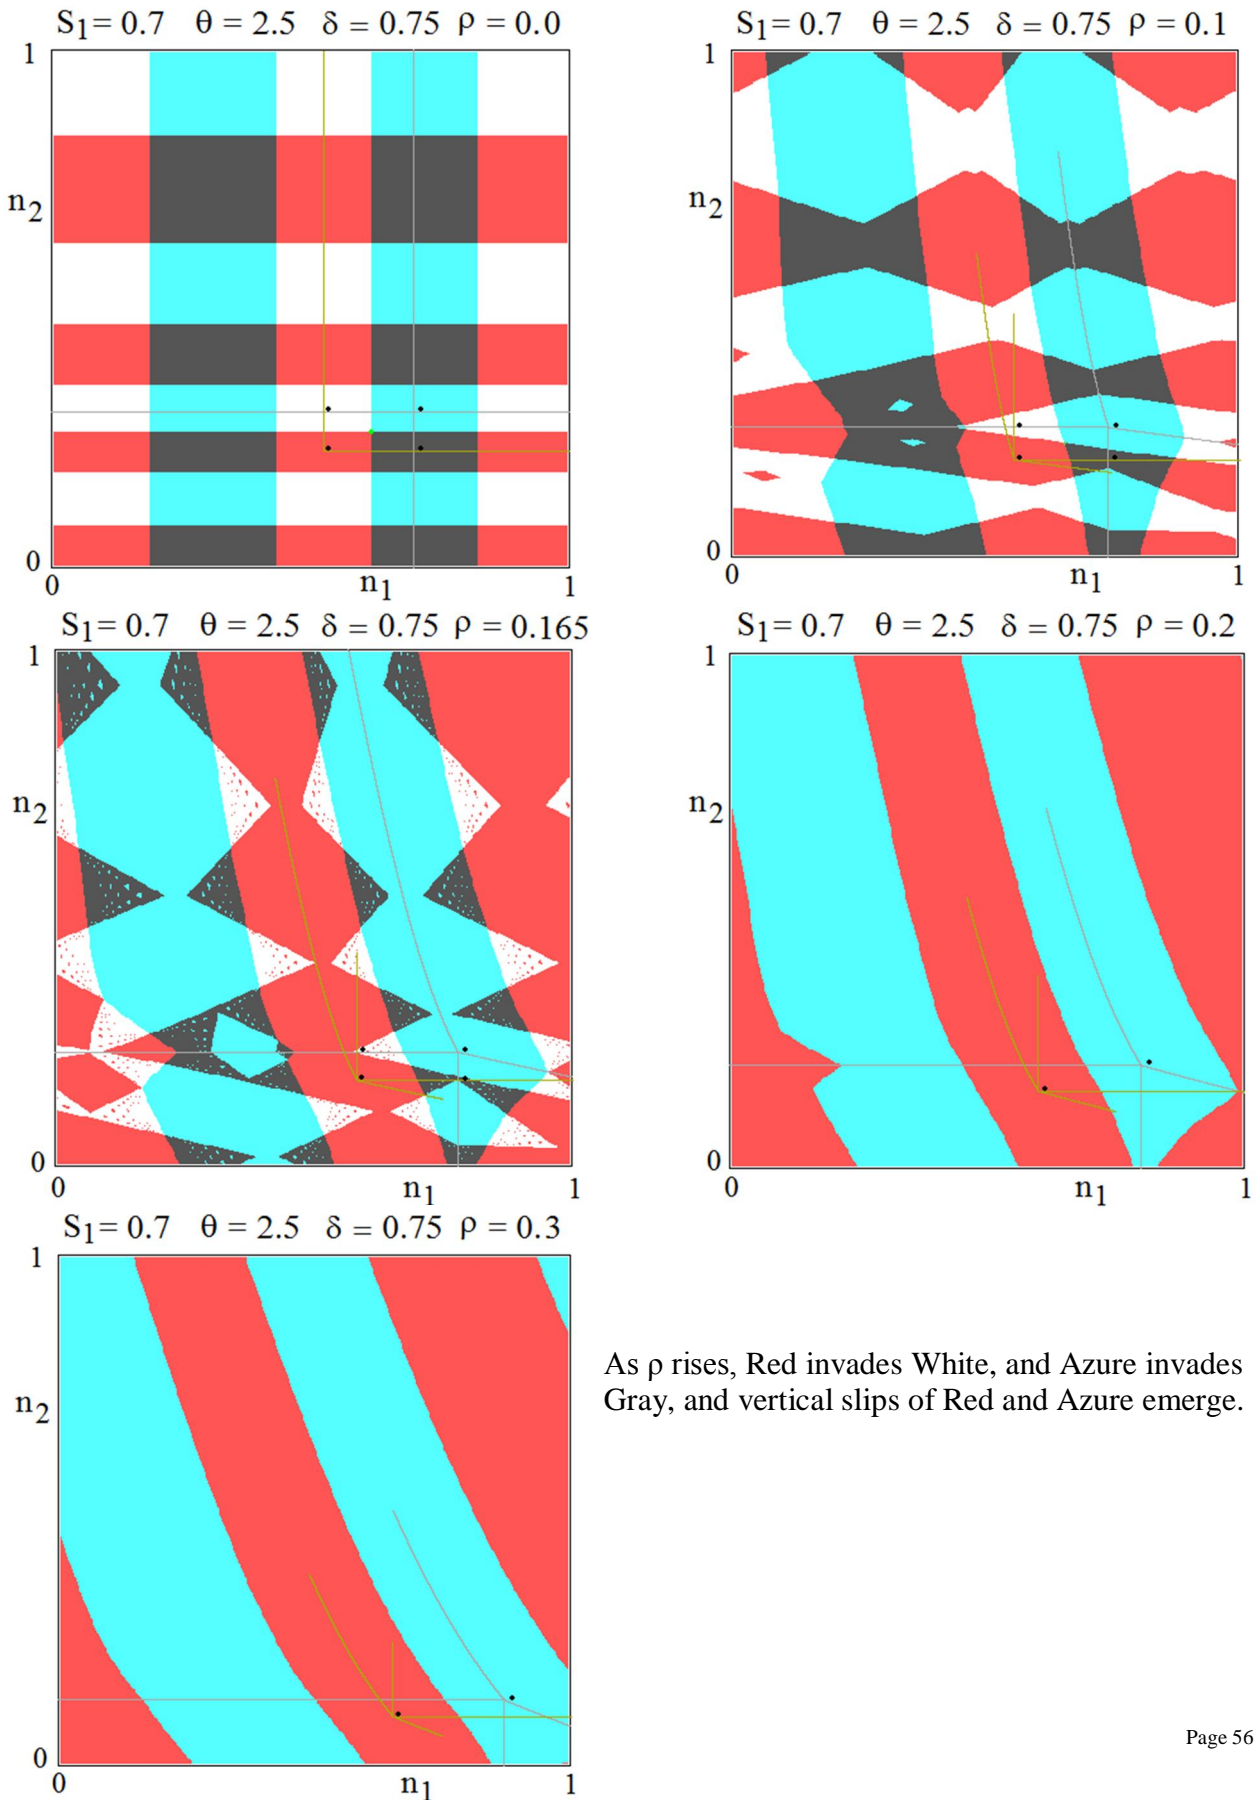 S1= 0.7 θ = 2.5 δ = 0.75 ρ = 0.0
1
n2
0
0 n1 1
S1= 0.7 θ = 2.5 δ = 0.75 ρ = 0.1
1
n2
0
0 n1 1
S1= 0.7 θ = 2.5 δ = 0.75 ρ = 0.165
1
n2
0
0 n1 1
S1= 0.7 θ = 2.5 δ = 0.75 ρ = 0.2
1
n2
0
0 n1 1
S1= 0.7 θ = 2.5 δ = 0.75 ρ = 0.3
1
n2
0
0 n1 1
As ρ rises, Red invades White, and Azure invades
Gray, and vertical slips of Red and Azure emerge.
Page 56